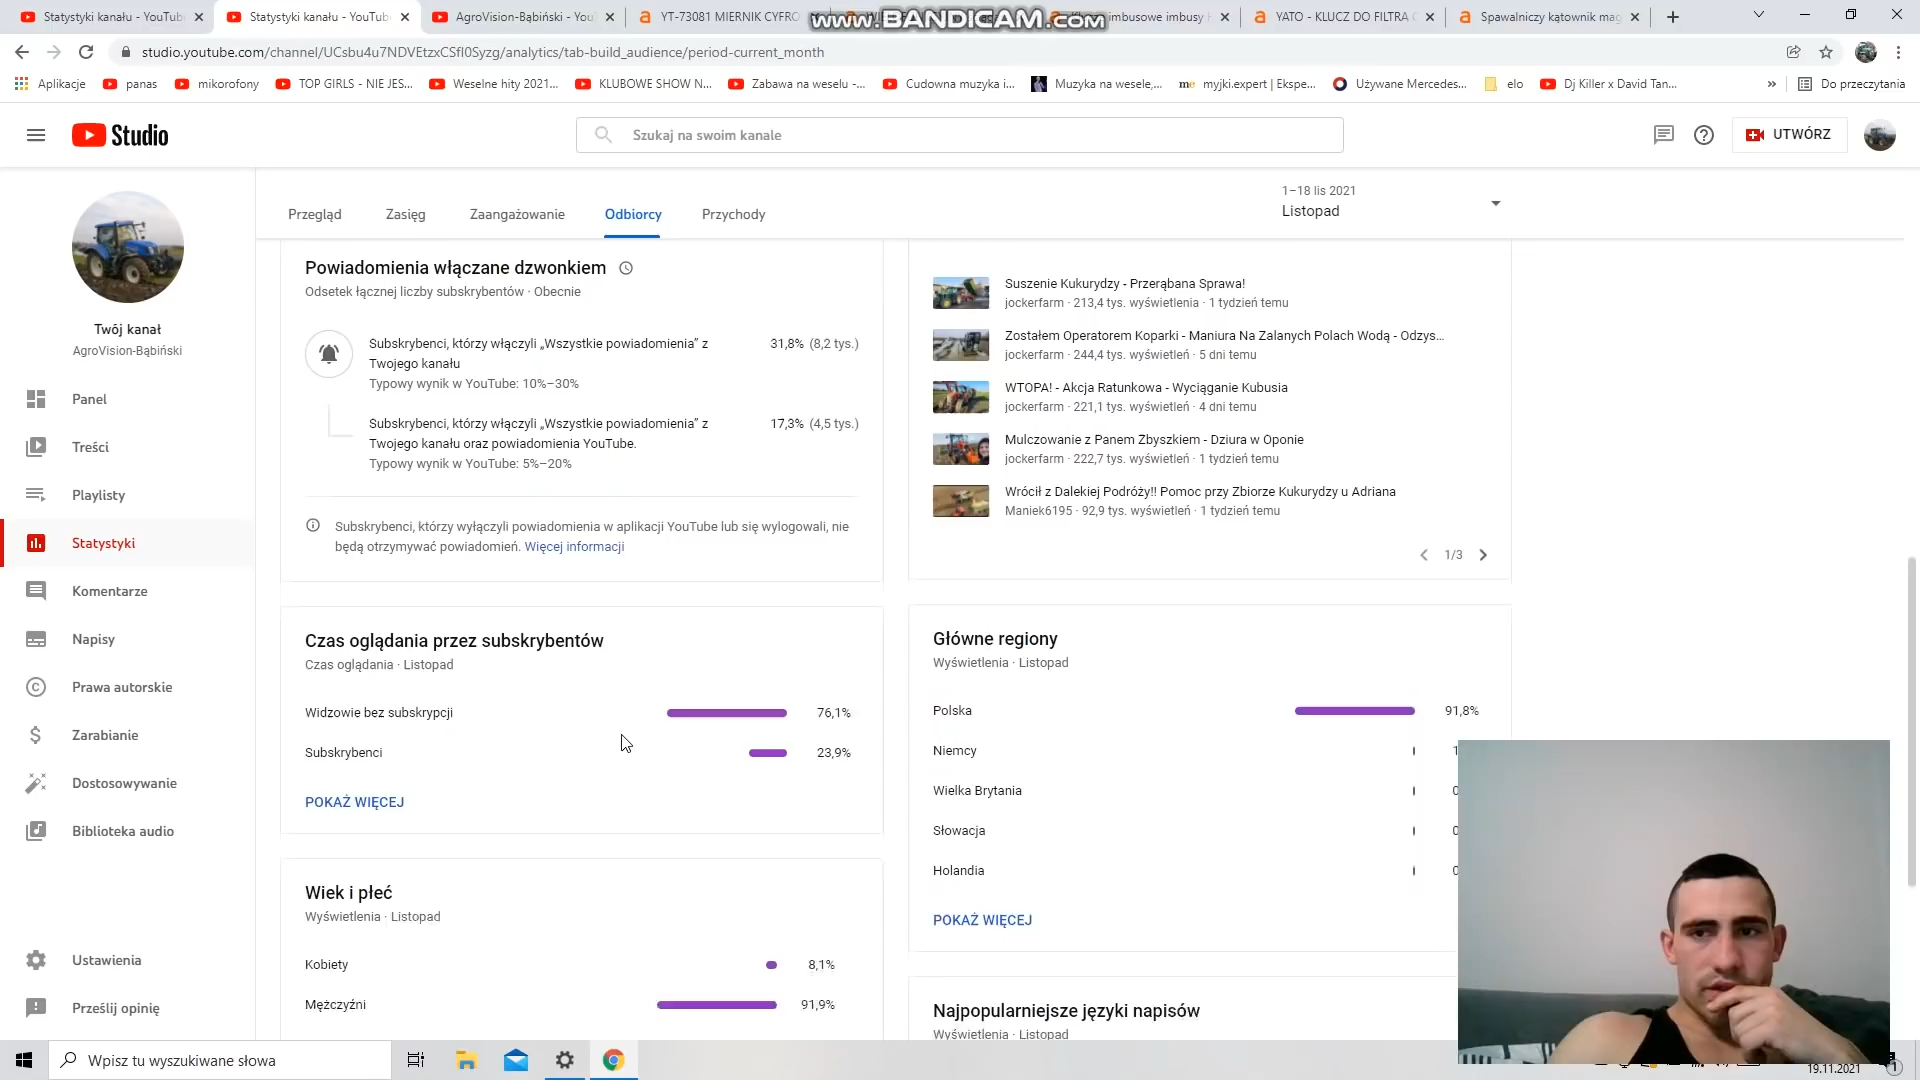 Statystyki kanału - YouTub
Statystyki kanału - YouTub
AgroVision-Bąbiński - You
YT-73081 MIERNIK CYFRO
imbusowe imbusy
YATO - KLUCZ DO FILTRA
Spawalniczy kątownik mag
www.BANDICAM.com
studio.youtube.com/channel/UCsbu4u7NDVEtzxCSfI0Syzg/analytics/tab-build_audience/period-current_month
Aplikacje
panas
mikorofony
TOP GIRLS - NIE JES...
Weselne hity 2021...
KLUBOWE SHOW N...
Zabawa na weselu -...
Cudowna muzyka i...
Muzyka na wesele,...
me myjki.expert | Ekspe...
Używane Mercedes...
elo
Dj Killer x David Tan...
»
Do przeczytania
Studio
Szukaj na swoim kanale
UTWÓRZ
Twój kanał
AgroVision-Bąbiński
Panel
Treści
Playlisty
Statystyki
Komentarze
Napisy
Prawa autorskie
Zarabianie
Dostosowywanie
Biblioteka audio
Ustawienia
Prześlij opinię
Przegląd
Zasięg
Zaangażowanie
Odbiorcy
Przychody
1–18 lis 2021
Listopad
Powiadomienia włączane dzwonkiem
Odsetek łącznej liczby subskrybentów · Obecnie
Subskrybenci, którzy włączyli „Wszystkie powiadomienia” z 31,8% (8,2 tys.)
Twojego kanału
Typowy wynik w YouTube: 10%–30%
Subskrybenci, którzy włączyli „Wszystkie powiadomienia” z 17,3% (4,5 tys.)
Twojego kanału oraz powiadomienia YouTube.
Typowy wynik w YouTube: 5%–20%
Subskrybenci, którzy wyłączyli powiadomienia w aplikacji YouTube lub się wylogowali, nie
będą otrzymywać powiadomień. Więcej informacji
Suszenie Kukurydzy - Przerąbana Sprawa!
jockerfarm · 213,4 tys. wyświetlenia · 1 tydzień temu
Zostałem Operatorem Koparki - Maniura Na Zalanych Polach Wodą - Odzys...
jockerfarm · 244,4 tys. wyświetleń · 5 dni temu
WTOPA! - Akcja Ratunkowa - Wyciąganie Kubusia
jockerfarm · 221,1 tys. wyświetleń · 4 dni temu
Mulczowanie z Panem Zbyszkiem - Dziura w Oponie
jockerfarm · 222,7 tys. wyświetleń · 1 tydzień temu
Wrócił z Dalekiej Podróży!! Pomoc przy Zbiorze Kukurydzy u Adriana
Maniek6195 · 92,9 tys. wyświetleń · 1 tydzień temu
1/3
Czas oglądania przez subskrybentów
Czas oglądania · Listopad
Widzowie bez subskrypcji 76,1%
Subskrybenci 23,9%
POKAŻ WIĘCEJ
Główne regiony
Wyświetlenia · Listopad
Polska 91,8%
Niemcy
Wielka Brytania
Słowacja
Holandia
POKAŻ WIĘCEJ
Wiek i płeć
Wyświetlenia · Listopad
Kobiety 8,1%
Mężczyźni 91,9%
Najpopularniejsze języki napisów
Wyświetlenia · Listopad
Wpisz tu wyszukiwane słowa
19.11.2021
1